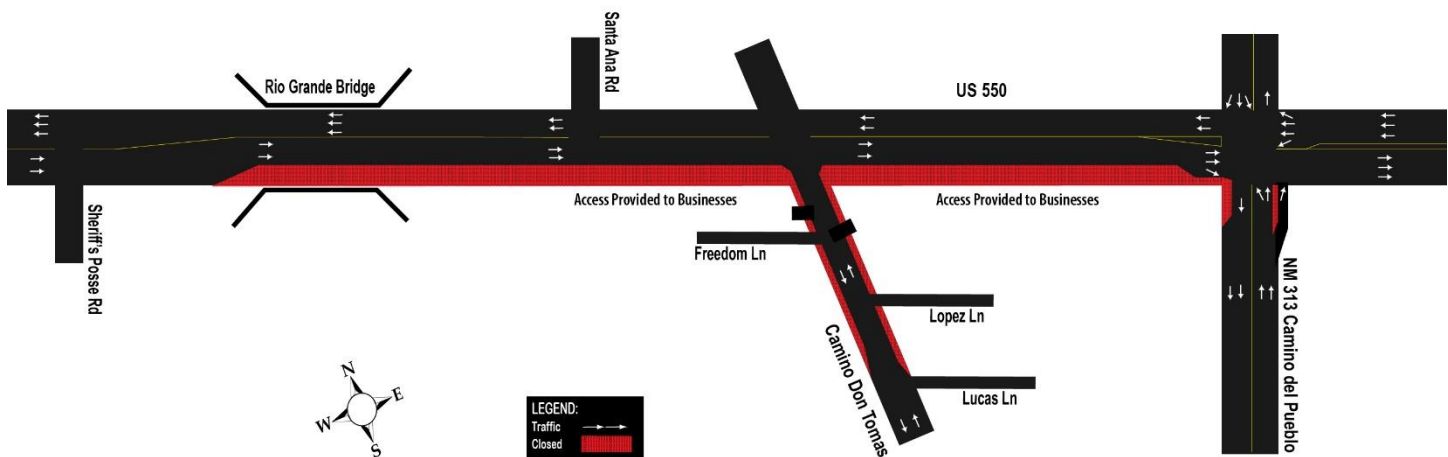 Santa Ana Rd
Rio Grande Bridge
US 550
Access Provided to Businesses
Access Provided to Businesses
Sheriff's Posse Rd
Freedom Ln
NM 313 Camino del Pueblo
Lopez Ln
Camino Don Tomas
Lucas Ln
N
E
W
S
LEGEND:
Traffic
Closed